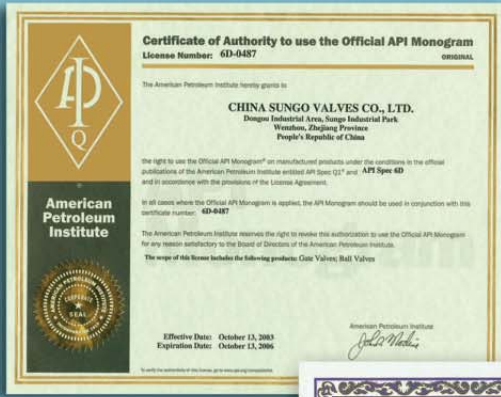 Certificate of Authority to use the Official API Monogram
License Number: 6D-0487
ORIGINAL
The American Petroleum Institute hereby grants to
CHINA SUNGO VALVES CO., LTD.
Dongou Industrial Area, Sungo Industrial Park
Wenzhou, Zhejiang Province
People's Republic of China
the right to use the Official API Monogram® on manufactured products under the conditions in the official
publications of the American Petroleum Institute entitled API Spec Q1® and API Spec 6D
and in accordance with the provisions of the License Agreement.
In all cases where the Official API Monogram is applied, the API Monogram should be used in conjunction with this
certificate number: 6D-0487
The American Petroleum Institute reserves the right to revoke this authorization to use the Official API Monogram
for any reason satisfactory to the Board of Directors of the American Petroleum Institute.
The scope of this license includes the following products: Gate Valves; Ball Valves
Effective Date: October 13, 2003
Expiration Date: October 13, 2006
American Petroleum Institute
API
Q
American
Petroleum
Institute
AMERICAN PETROLEUM
CORPORATE
SEAL